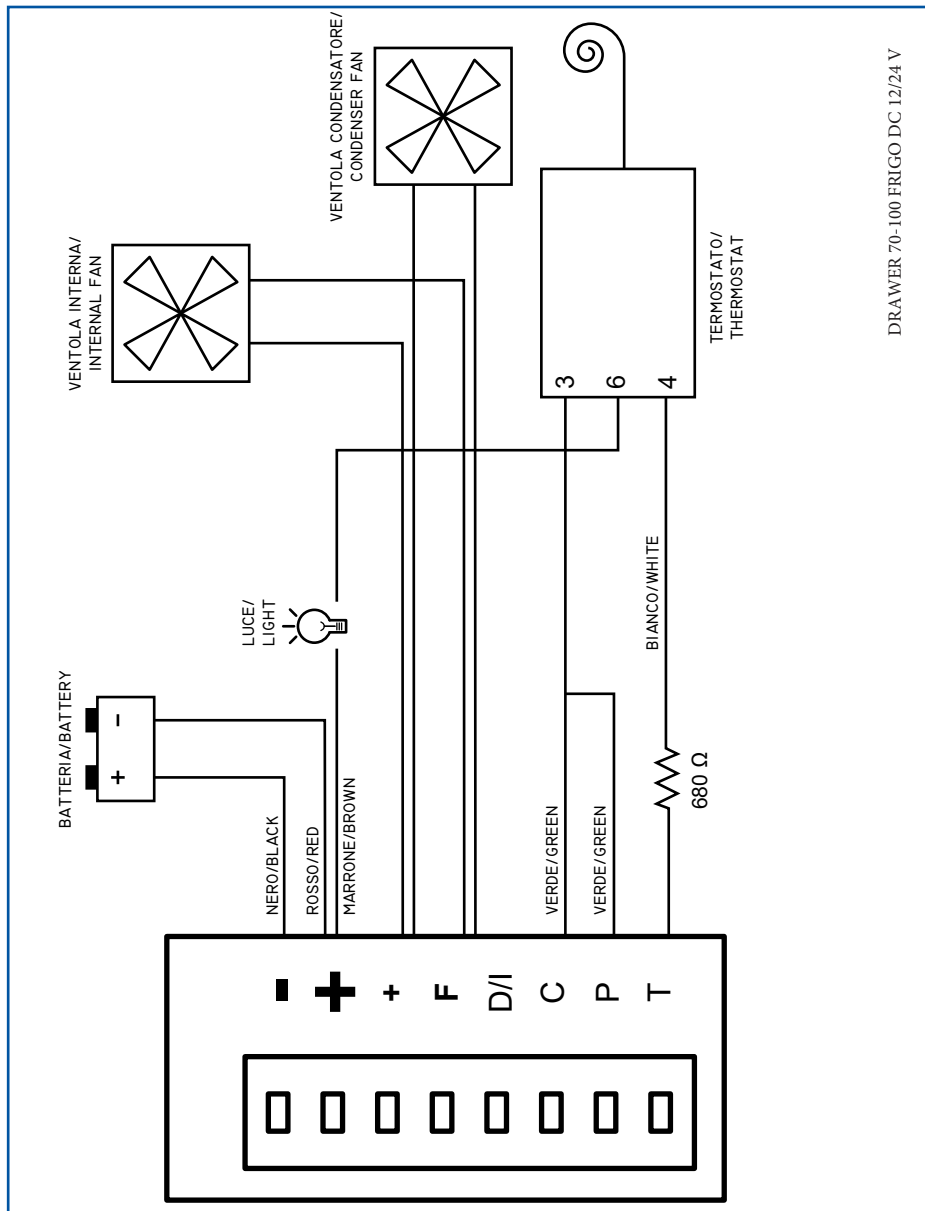 VENTOLA CONDENSATORE/
CONDENSER FAN
VENTOLA INTERNA/
INTERNAL FAN
TERMOSTATO/
THERMOSTAT
3
6
4
LUCE/
LIGHT
BATTERIA/BATTERY
+
-
NERO/BLACK
ROSSO/RED
MARRONE/BROWN
VERDE/GREEN
VERDE/GREEN
BIANCO/WHITE
680 Ω
-
+
+
F
D/I
C
P
T
DRAWER 70-100 FRIGO DC 12/24 V